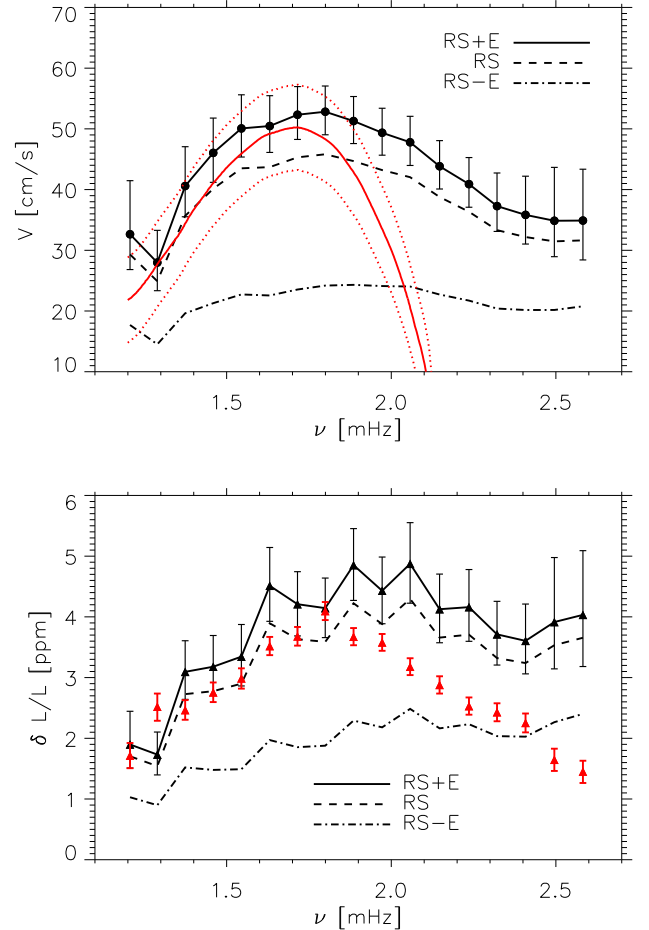 70
60
50
40
30
20
10
V [cm/s]
RS+E
RS
RS−E
1.5
2.0
2.5
ν [mHz]
6
5
4
3
2
1
0
δ L/L [ppm]
RS+E
RS
RS−E
1.5
2.0
2.5
ν [mHz]